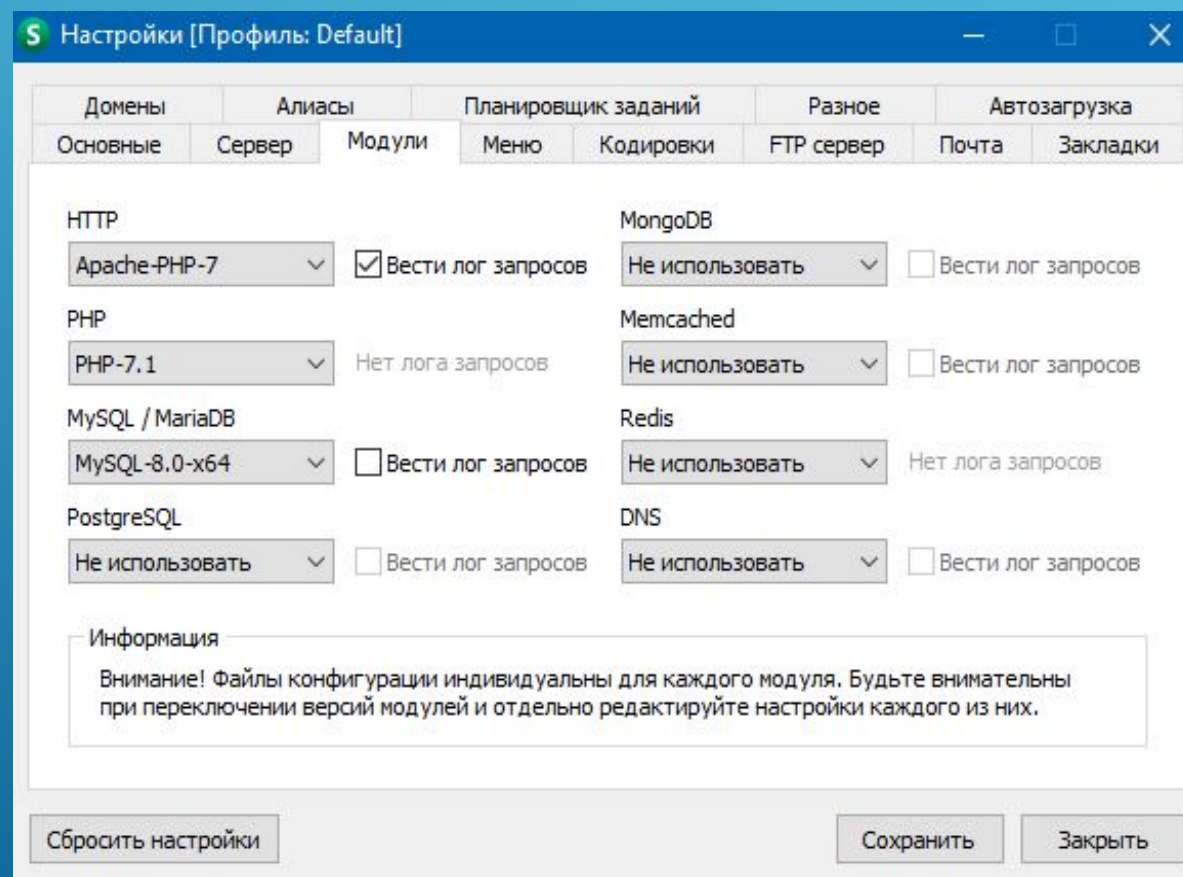 S Настройки [Профиль: Default]
Домены Алиасы Планировщик заданий Разное Автозагрузка
Основные Сервер Модули Меню Кодировки FTP сервер Почта Закладки
HTTP MongoDB
Apache-PHP-7 Вести лог запросов Не использовать Вести лог запросов
PHP Memcached
PHP-7.1 Нет лога запросов Не использовать Вести лог запросов
MySQL / MariaDB Redis
MySQL-8.0-x64 Вести лог запросов Не использовать Нет лога запросов
PostgreSQL DNS
Не использовать Вести лог запросов Не использовать Вести лог запросов
Информация
Внимание! Файлы конфигурации индивидуальны для каждого модуля. Будьте внимательны
при переключении версий модулей и отдельно редактируйте настройки каждого из них.
Сбросить настройки Сохранить Закрыть